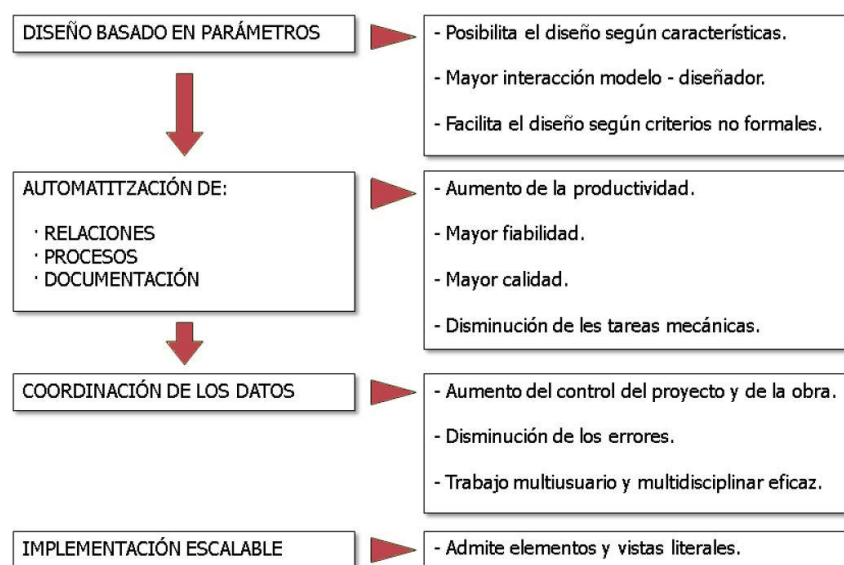 DISEÑO BASADO EN PARÁMETROS
- Posibilita el diseño según características.
- Mayor interacción modelo - diseñador.
- Facilita el diseño según criterios no formales.
AUTOMATITZACIÓN DE:
· RELACIONES
· PROCESOS
· DOCUMENTACIÓN
- Aumento de la productividad.
- Mayor fiabilidad.
- Mayor calidad.
- Disminución de les tareas mecánicas.
COORDINACIÓN DE LOS DATOS
- Aumento del control del proyecto y de la obra.
- Disminución de los errores.
- Trabajo multiusuario y multidisciplinar eficaz.
IMPLEMENTACIÓN ESCALABLE
- Admite elementos y vistas literales.